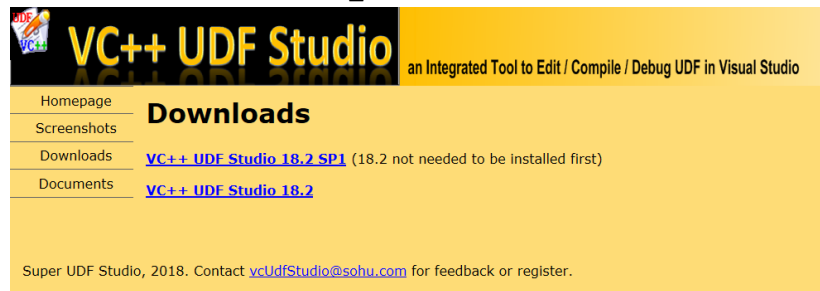 UDF
VC++
VC++ UDF Studio
an Integrated Tool to Edit / Compile / Debug UDF in Visual Studio
Homepage
Screenshots
Downloads
Documents
Downloads
VC++ UDF Studio 18.2 SP1 (18.2 not needed to be installed first)
VC++ UDF Studio 18.2
Super UDF Studio, 2018. Contact vcUdfStudio@sohu.com for feedback or register.